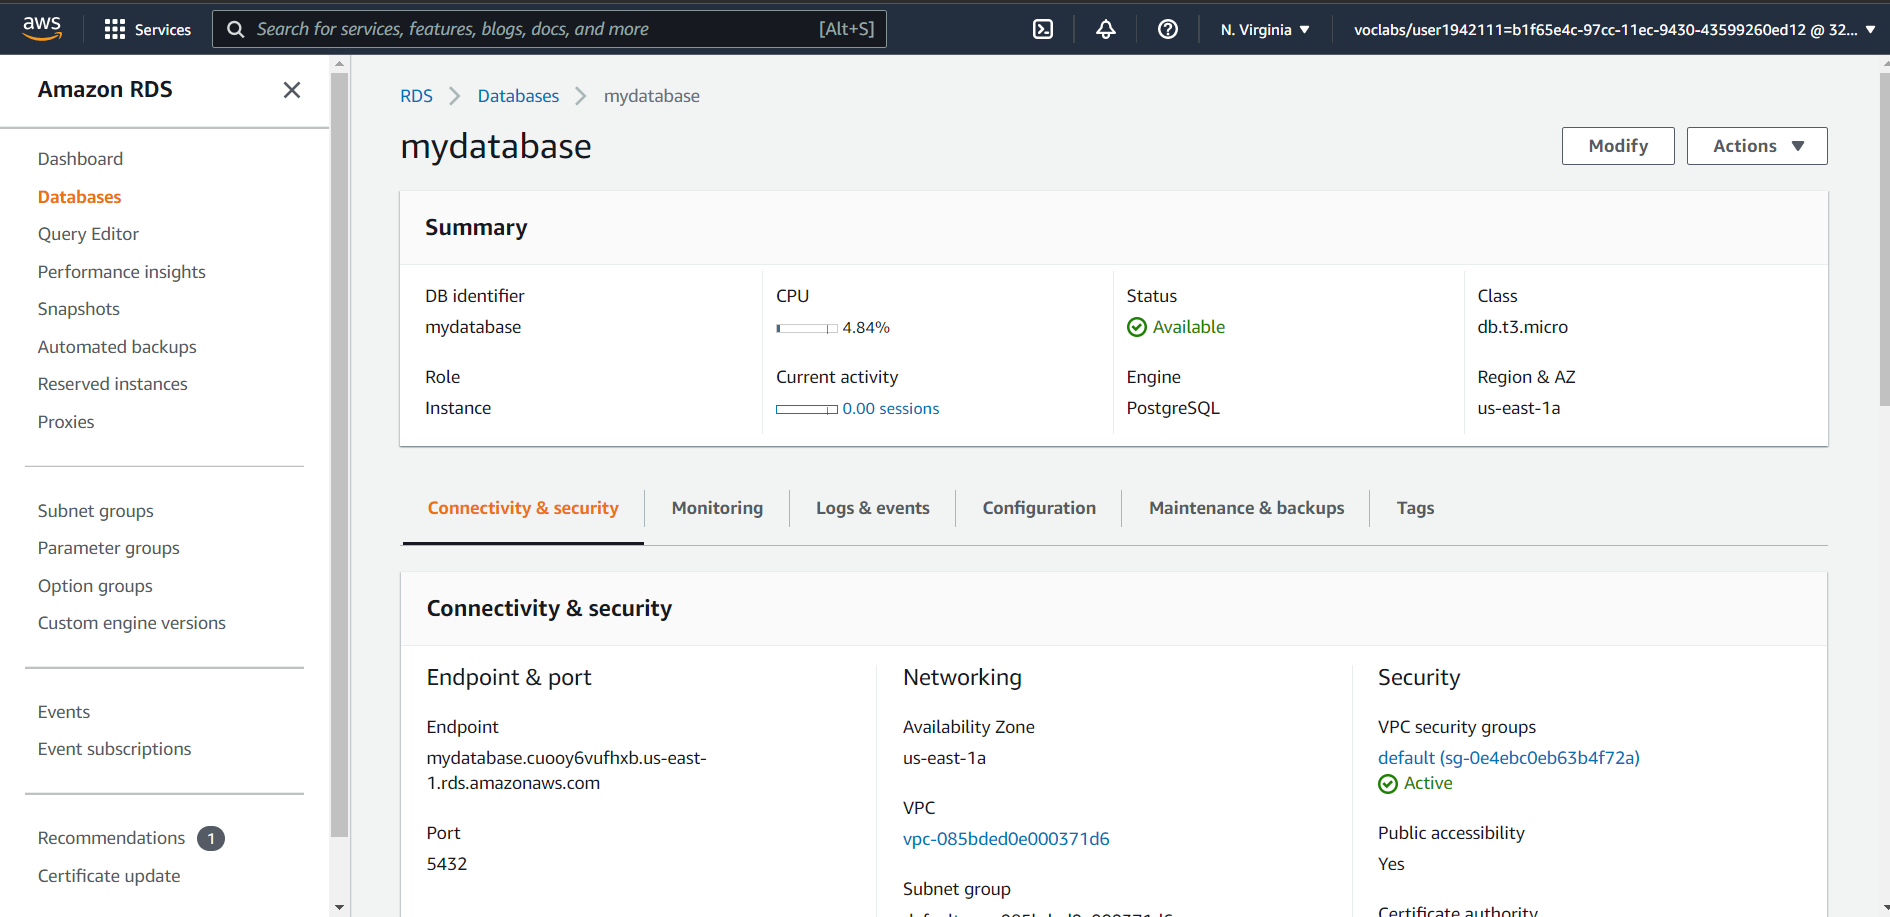 aws
Services
Search for services, features, blogs, docs, and more
[Alt+S]
N. Virginia
voclabs/user1942111=b1f65e4c-97cc-11ec-9430-43599260ed12 @ 32...
Amazon RDS
Dashboard
Databases
Query Editor
Performance insights
Snapshots
Automated backups
Reserved instances
Proxies
Subnet groups
Parameter groups
Option groups
Custom engine versions
Events
Event subscriptions
Recommendations 1
Certificate update
RDS
Databases
mydatabase
mydatabase
Modify
Actions
Summary
DB identifier
mydatabase
CPU
4.84%
Status
Available
Class
db.t3.micro
Role
Instance
Current activity
0.00 sessions
Engine
PostgreSQL
Region & AZ
us-east-1a
Connectivity & security
Monitoring
Logs & events
Configuration
Maintenance & backups
Tags
Connectivity & security
Endpoint & port
Endpoint
mydatabase.cuooy6vufhxb.us-east-
1.rds.amazonaws.com
Port
5432
Networking
Availability Zone
us-east-1a
VPC
vpc-085bded0e000371d6
Subnet group
Security
VPC security groups
default (sg-0e4ebc0eb63b4f72a)
Active
Public accessibility
Yes
Certificate authority